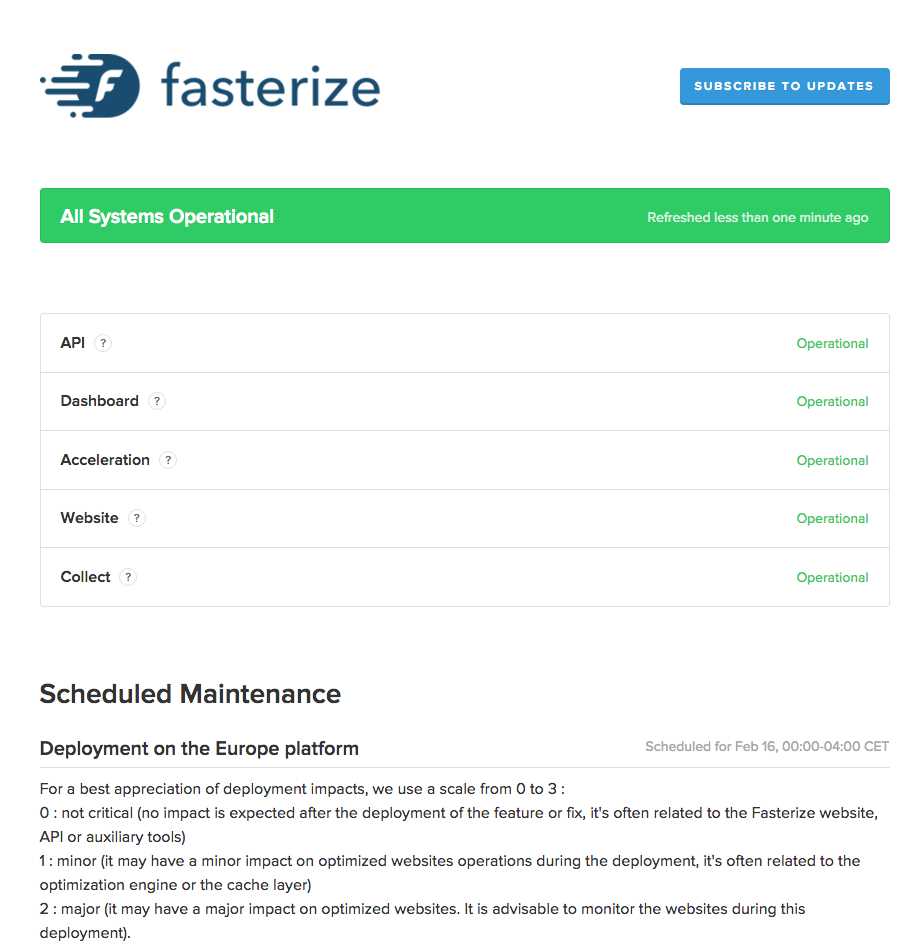 fasterize
SUBSCRIBE TO UPDATES
All Systems Operational
Refreshed less than one minute ago
API ?
Operational
Dashboard ?
Operational
Acceleration ?
Operational
Website ?
Operational
Collect ?
Operational
Scheduled Maintenance
Deployment on the Europe platform
Scheduled for Feb 16, 00:00-04:00 CET
For a best appreciation of deployment impacts, we use a scale from 0 to 3 :
0 : not critical (no impact is expected after the deployment of the feature or fix, it's often related to the Fasterize website,
API or auxiliary tools)
1 : minor (it may have a minor impact on optimized websites operations during the deployment, it's often related to the
optimization engine or the cache layer)
2 : major (it may have a major impact on optimized websites. It is advisable to monitor the websites during this
deployment).